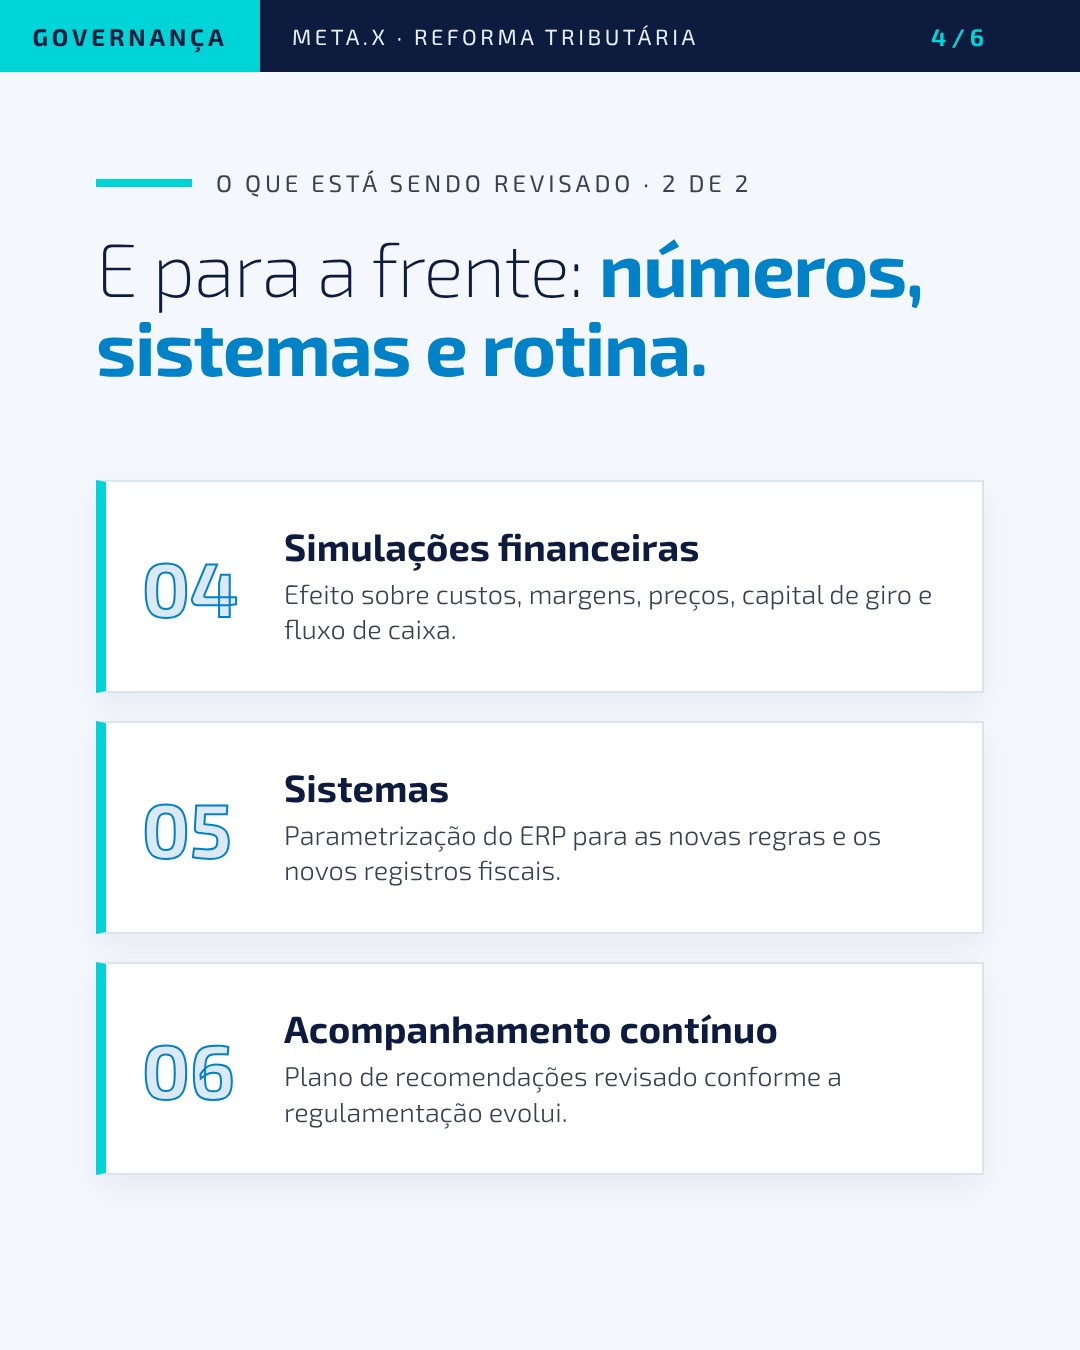 GOVERNANÇA
META.X · REFORMA TRIBUTÁRIA
4 / 6
O QUE ESTÁ SENDO REVISADO · 2 DE 2
E para a frente: números,
sistemas e rotina.
04
Simulações financeiras
Efeito sobre custos, margens, preços, capital de giro e
fluxo de caixa.
05
Sistemas
Parametrização do ERP para as novas regras e os
novos registros fiscais.
06
Acompanhamento contínuo
Plano de recomendações revisado conforme a
regulamentação evolui.